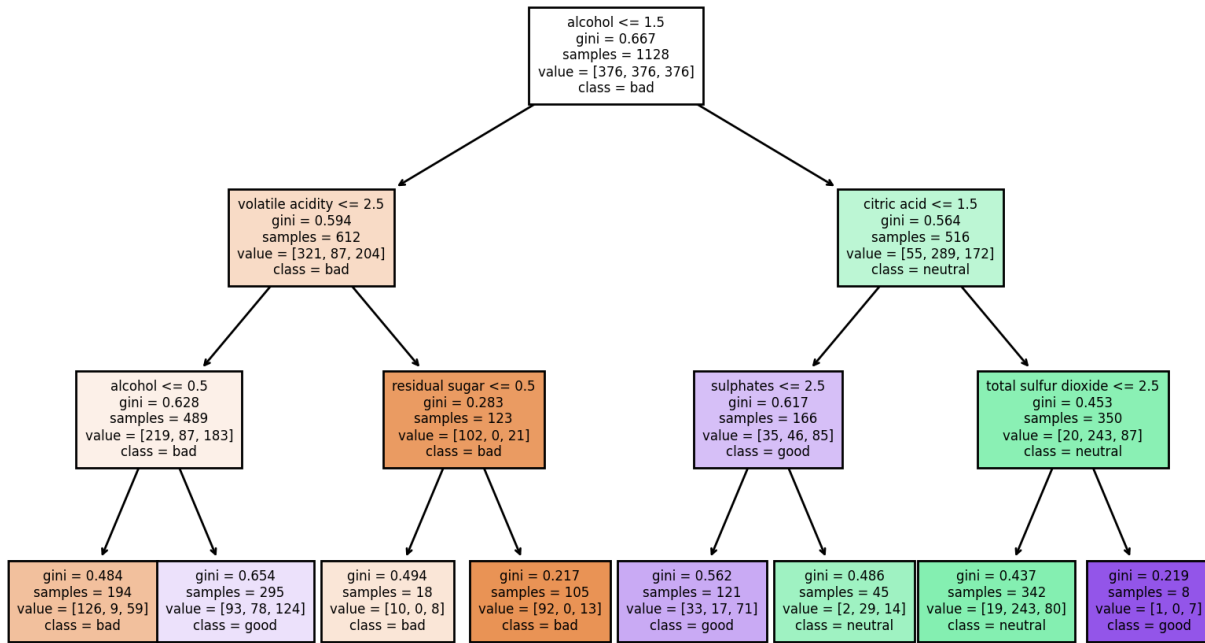 alcohol <= 1.5
gini = 0.667
samples = 1128
value = [376, 376, 376]
class = bad
volatile acidity <= 2.5
gini = 0.594
samples = 612
value = [321, 87, 204]
class = bad
citric acid <= 1.5
gini = 0.564
samples = 516
value = [55, 289, 172]
class = neutral
alcohol <= 0.5
gini = 0.628
samples = 489
value = [219, 87, 183]
class = bad
residual sugar <= 0.5
gini = 0.283
samples = 123
value = [102, 0, 21]
class = bad
sulphates <= 2.5
gini = 0.617
samples = 166
value = [35, 46, 85]
class = good
total sulfur dioxide <= 2.5
gini = 0.453
samples = 350
value = [20, 243, 87]
class = neutral
gini = 0.484
samples = 194
value = [126, 9, 59]
class = bad
gini = 0.654
samples = 295
value = [93, 78, 124]
class = good
gini = 0.494
samples = 18
value = [10, 0, 8]
class = bad
gini = 0.217
samples = 105
value = [92, 0, 13]
class = bad
gini = 0.562
samples = 121
value = [33, 17, 71]
class = good
gini = 0.486
samples = 45
value = [2, 29, 14]
class = neutral
gini = 0.437
samples = 342
value = [19, 243, 80]
class = neutral
gini = 0.219
samples = 8
value = [1, 0, 7]
class = good